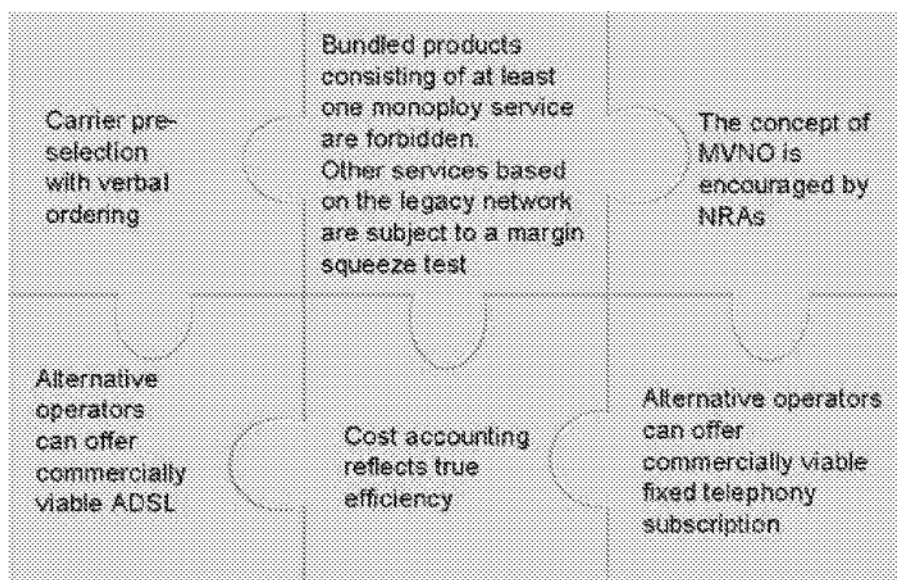 Carrier pre-
selection
with verbal
ordering
Bundled products
consisting of at least
one monoploy service
are forbidden.
Other services based
on the legacy network
are subject to a margin
squeeze test
The concept of
MVNO is
encouraged by
NRAs
Alternative
operators
can offer
commercially
viable ADSL
Cost accounting
reflects true
efficiency
Alternative operators
can offer
commercially viable
fixed telephony
subscription